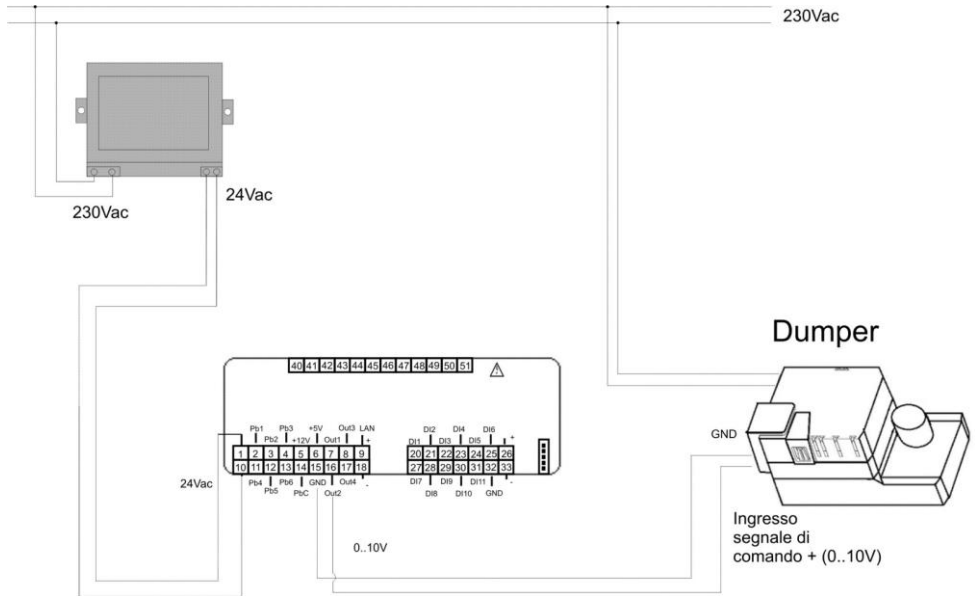 230Vac
24Vac
230Vac
Dumper
40 41 42 43 44 45 46 47 48 49 50 51
Pb1 Pb3 +5V Out3 LAN
Pb2 +12V Out1 +
1 2 3 4 5 6 7 8 9
10 11 12 13 14 15 16 17 18
Pb4 Pb6 GND Out4 -
Pb5 PbC Out2
24Vac
DI2 DI4 DI6
DI1 DI3 DI5 +
20 21 22 23 24 25 26
27 28 29 30 31 32 33
DI7 DI9 DI11 -
DI8 DI10 GND
GND
0..10V
Ingresso
segnale di
comando + (0..10V)